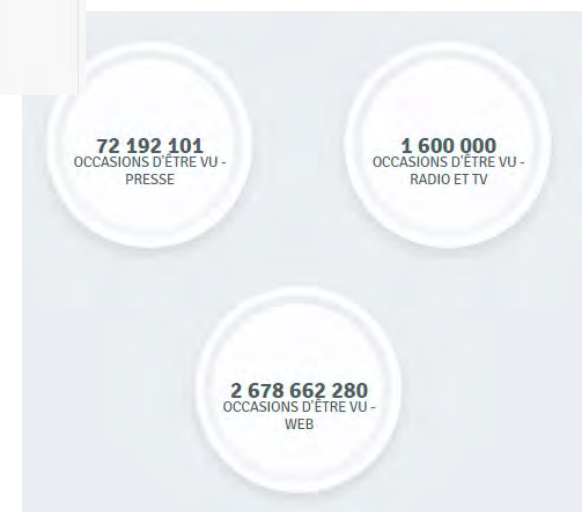 72 192 101
OCCASIONS D'ÊTRE VU -
PRESSE
1 600 000
OCCASIONS D'ÊTRE VU -
RADIO ET TV
2 678 662 280
OCCASIONS D'ÊTRE VU -
WEB